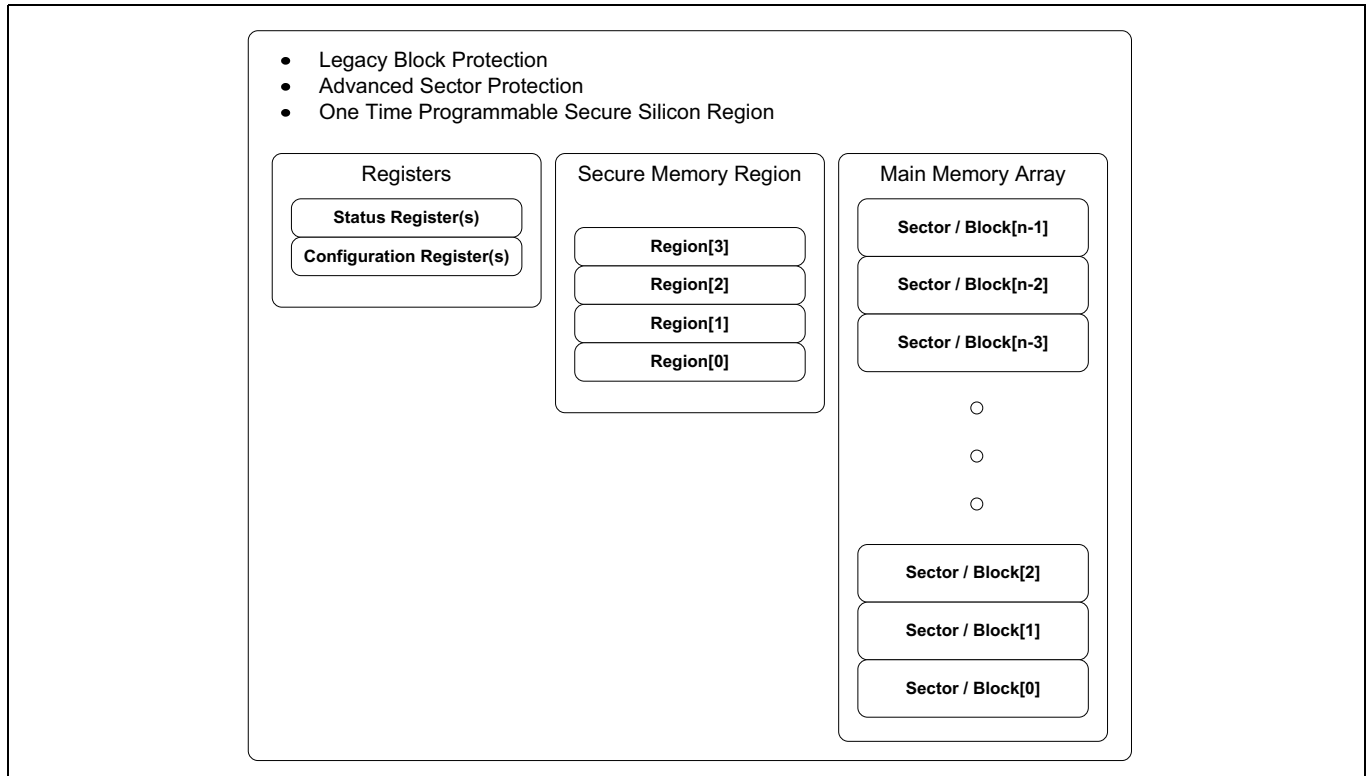 • Legacy Block Protection
• Advanced Sector Protection
• One Time Programmable Secure Silicon Region
Registers
Status Register(s)
Configuration Register(s)
Secure Memory Region
Region[3]
Region[2]
Region[1]
Region[0]
Main Memory Array
Sector / Block[n-1]
Sector / Block[n-2]
Sector / Block[n-3]
Sector / Block[2]
Sector / Block[1]
Sector / Block[0]